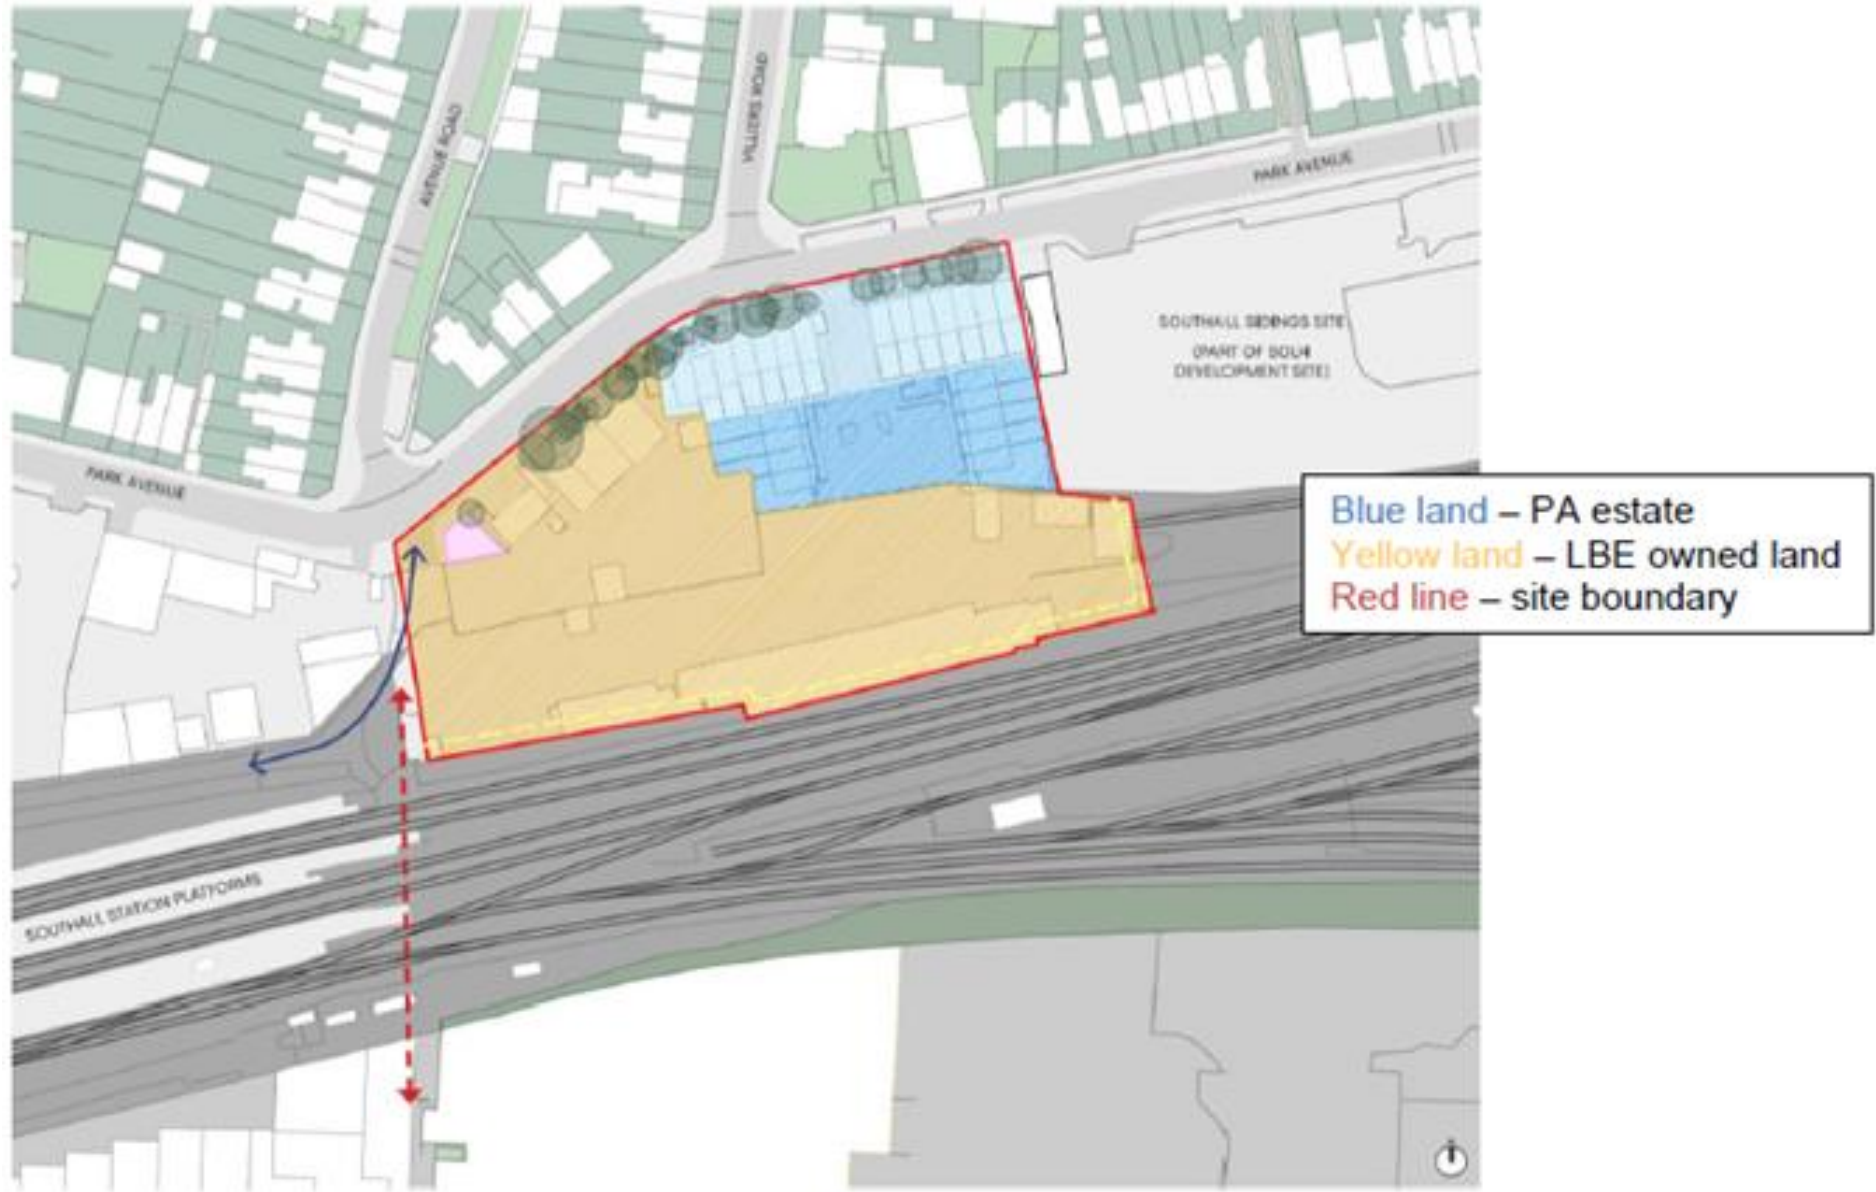 AVENUE ROAD
VILLIERS ROAD
PARK AVENUE
SOUTHALL SIDINGS SITE
(PART OF SOU4
DEVELOPMENT SITE)
PARK AVENUE
Blue land – PA estate
Yellow land – LBE owned land
Red line – site boundary
SOUTHALL STATION PLATFORMS